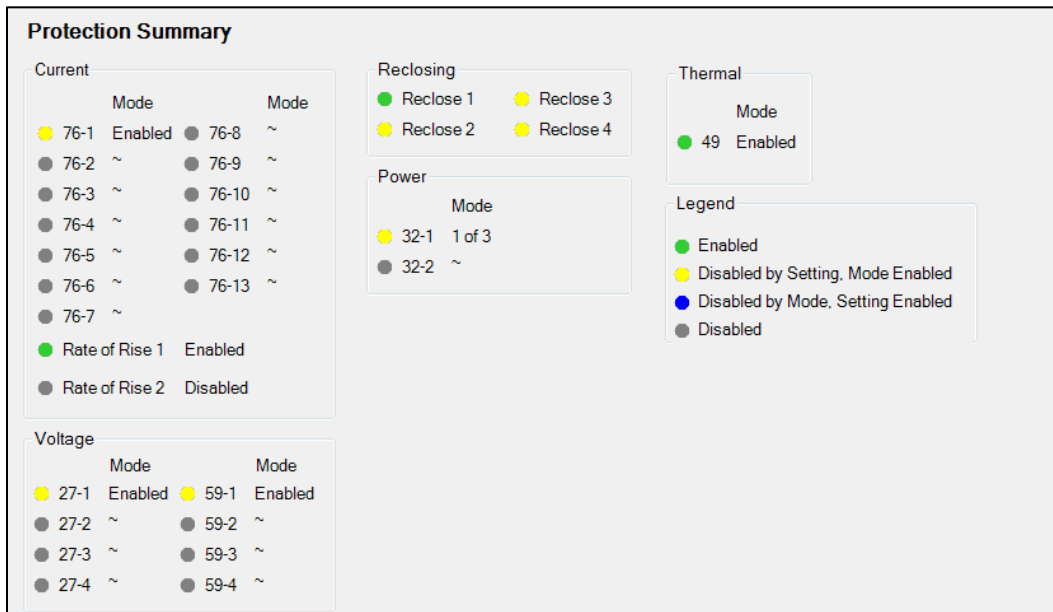 Protection Summary
Current
Mode Mode
76-1 Enabled 76-8 ~
76-2 ~ 76-9 ~
76-3 ~ 76-10 ~
76-4 ~ 76-11 ~
76-5 ~ 76-12 ~
76-6 ~ 76-13 ~
76-7 ~
Rate of Rise 1 Enabled
Rate of Rise 2 Disabled
Voltage
Mode Mode
27-1 Enabled 59-1 Enabled
27-2 ~ 59-2 ~
27-3 ~ 59-3 ~
27-4 ~ 59-4 ~
Reclosing
Reclose 1 Reclose 3
Reclose 2 Reclose 4
Power
Mode
32-1 1 of 3
32-2 ~
Thermal
Mode
49 Enabled
Legend
Enabled
Disabled by Setting, Mode Enabled
Disabled by Mode, Setting Enabled
Disabled